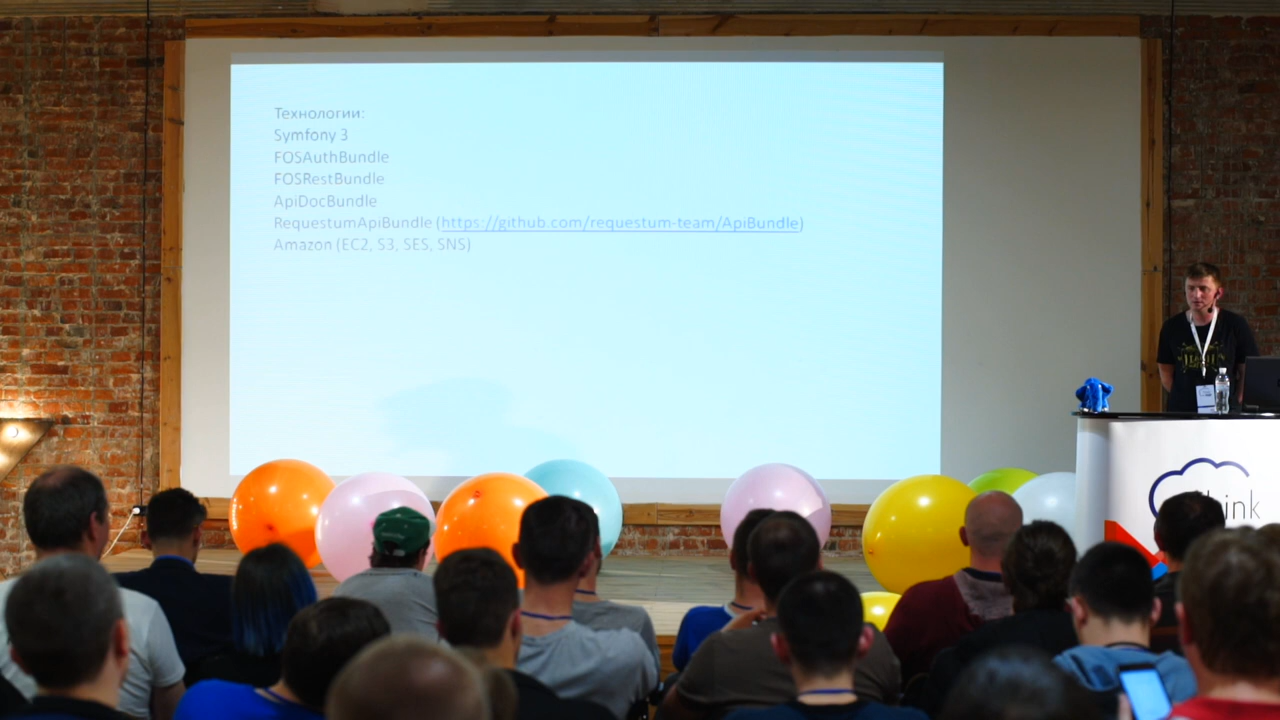 Технологии:
Symfony 3
FOSAuthBundle
FOSRestBundle
ApiDocBundle
RequestumApiBundle (https://github.com/requestum-team/ApiBundle)
Amazon (EC2, S3, SES, SNS)